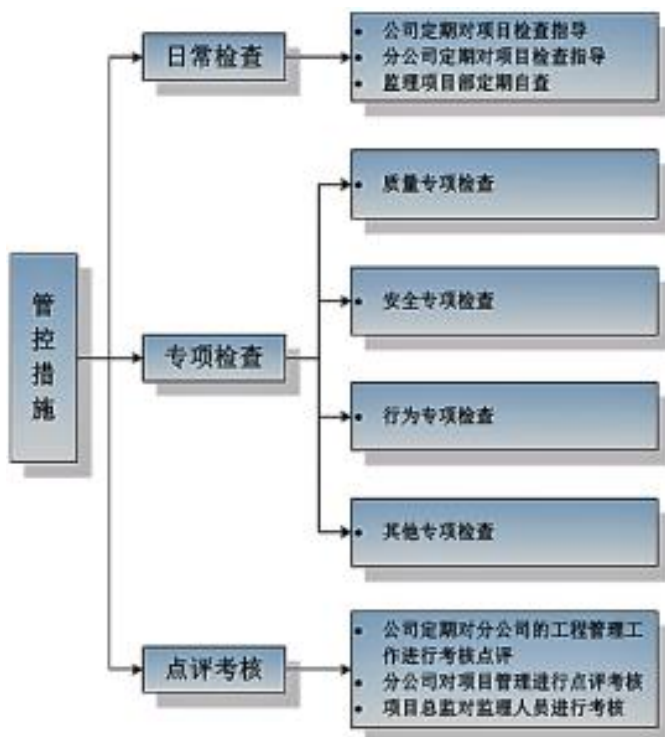 管控措施
日常检查
• 公司定期对项目检查指导
• 分公司定期对项目检查指导
• 监理项目部定期自查
专项检查
• 质量专项检查
• 安全专项检查
• 行为专项检查
• 其他专项检查
点评考核
• 公司定期对分公司的工程管理工
作进行考核点评
• 分公司对项目管理进行点评考核
• 项目总监对监理人员进行考核